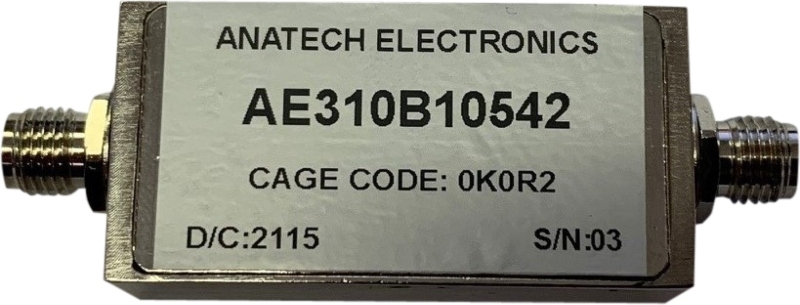 ANATECH ELECTRONICS
AE310B10542
CAGE CODE: 0K0R2
D/C:2115 S/N:03